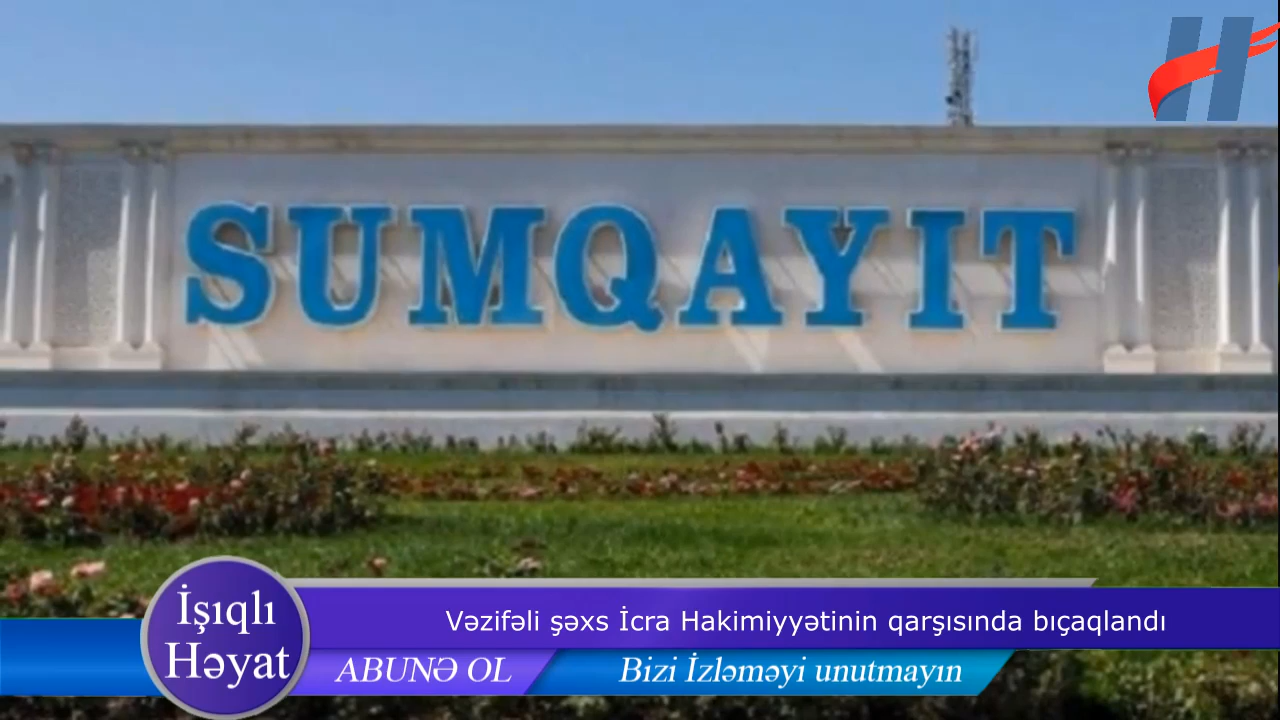 SUMQAYIT
Vəzifəli şəxs İcra Hakimiyyətinin qarşısında bıçaqlandı
İşıqlı
Həyat
ABUNƏ OL
Bizi İzləməyi unutmayın